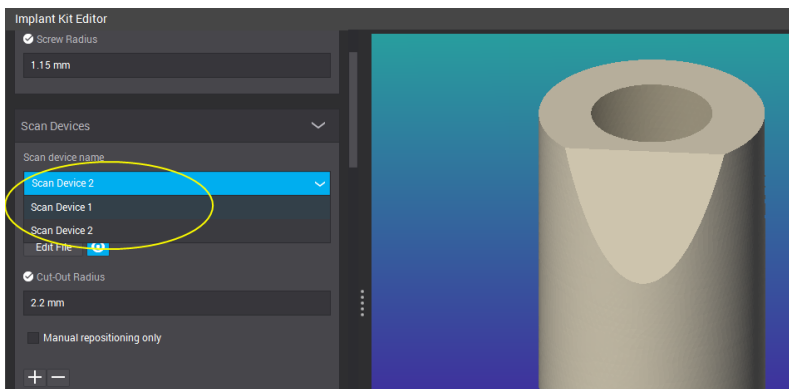 Implant Kit Editor
Screw Radius
1.15 mm
Scan Devices
Scan device name
Scan Device 2
Scan Device 1
Scan Device 2
Edit File
Cut-Out Radius
2.2 mm
Manual repositioning only